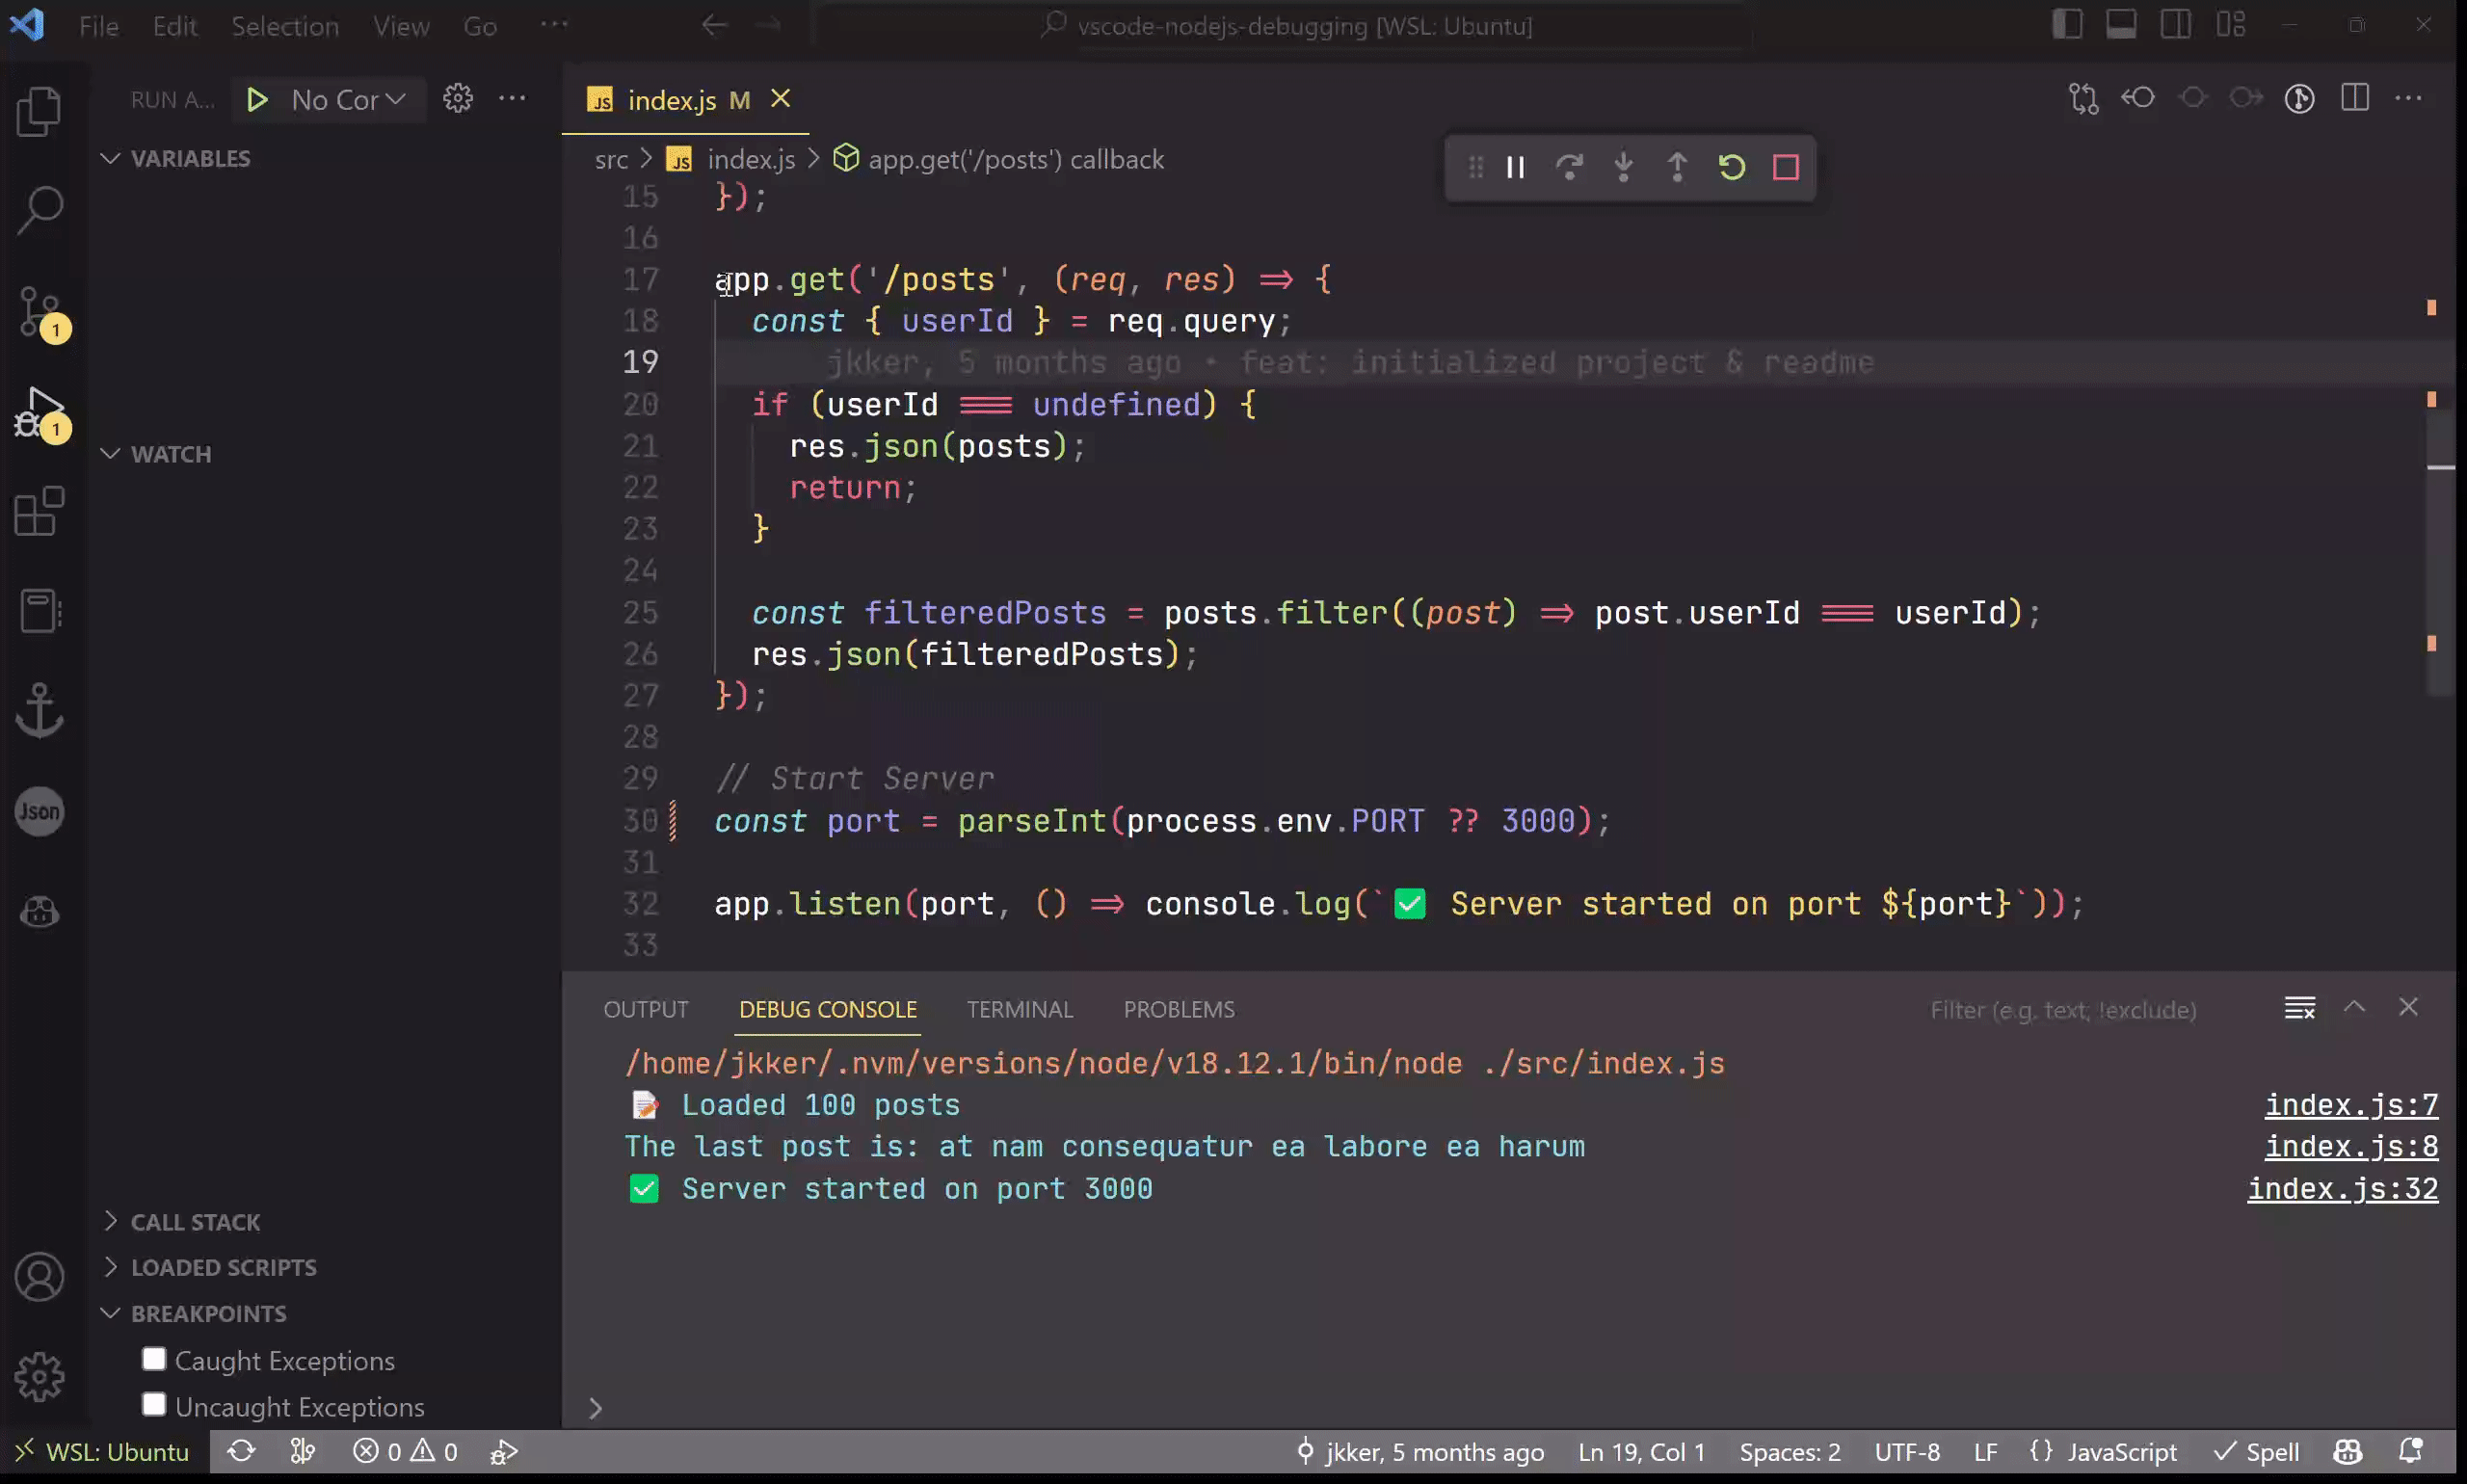 File Edit Selection View Go ··· vscode-nodejs-debugging [WSL: Ubuntu]
RUN A... No Cor
JS index.js M
VARIABLES
src > JS index.js > app.get('/posts') callback
15 });
16
17 app.get('/posts', (req, res) => {
18 const { userId } = req.query;
19 jkker, 5 months ago • feat: initialized project & readme
20 if (userId === undefined) {
21 res.json(posts);
22 return;
23 }
24
25 const filteredPosts = posts.filter((post) => post.userId === userId);
26 res.json(filteredPosts);
27 });
28
29 // Start Server
30 const port = parseInt(process.env.PORT ?? 3000);
31
32 app.listen(port, () => console.log(`✅ Server started on port ${port}`));
33
1
1
Json
WATCH
CALL STACK
LOADED SCRIPTS
BREAKPOINTS
Caught Exceptions
Uncaught Exceptions
OUTPUT DEBUG CONSOLE TERMINAL PROBLEMS Filter (e.g. text, !exclude)
/home/jkker/.nvm/versions/node/v18.12.1/bin/node ./src/index.js
📝 Loaded 100 posts index.js:7
The last post is: at nam consequatur ea labore ea harum index.js:8
✅ Server started on port 3000 index.js:32
>
WSL: Ubuntu 0 0 jkker, 5 months ago Ln 19, Col 1 Spaces: 2 UTF-8 LF {} JavaScript Spell